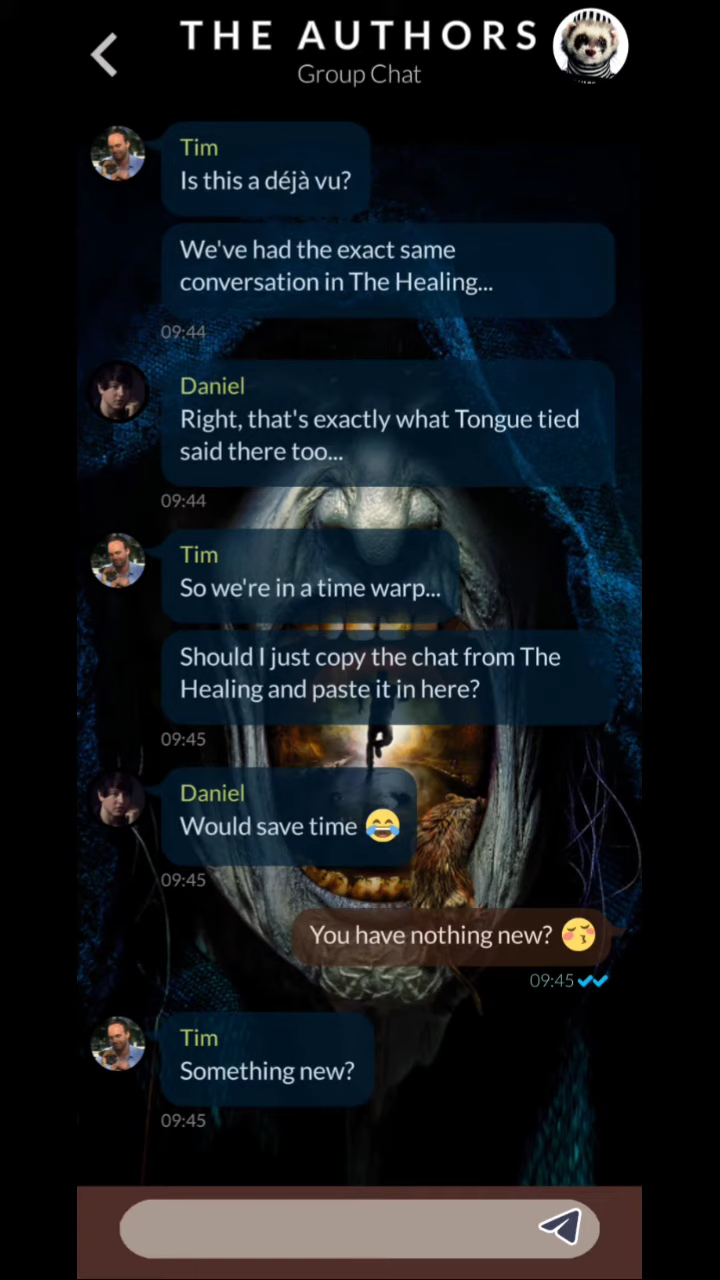 THE AUTHORS
Group Chat
Tim
Is this a déjà vu?
We've had the exact same
conversation in The Healing...
09:44
Daniel
Right, that's exactly what Tongue tied
said there too...
09:44
Tim
So we're in a time warp...
Should I just copy the chat from The
Healing and paste it in here?
09:45
Daniel
Would save time 😂
09:45
You have nothing new? 😚
09:45
Tim
Something new?
09:45